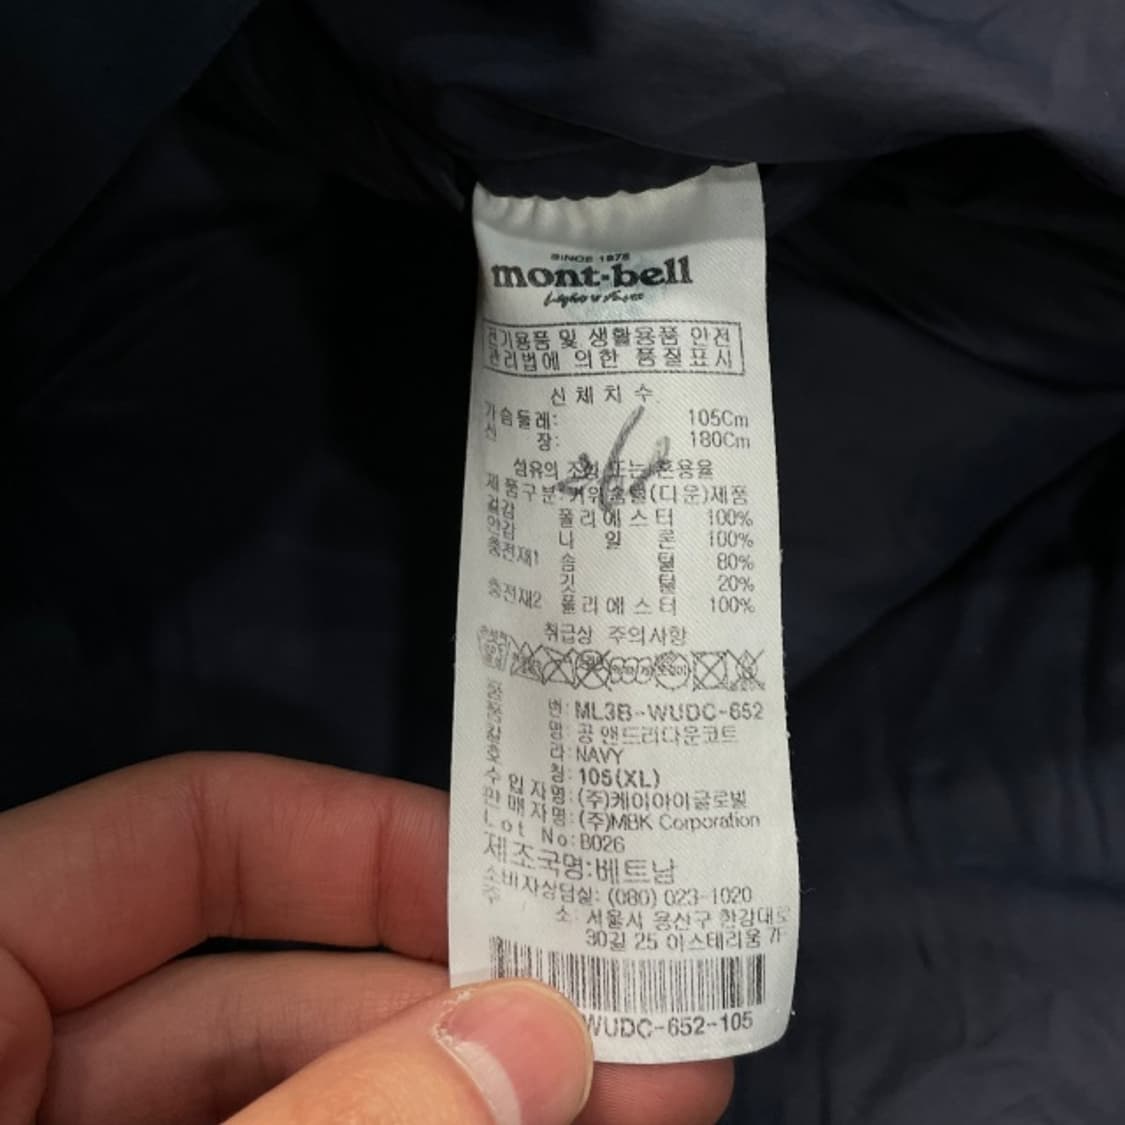 SINCE 1975
mont-bell
Light & Fast
전기용품 및 생활용품 안전
관리법에 의한 품질표시
신체치수
가슴둘레: 105Cm
신 장: 180Cm
섬유의 조성 또는 혼용율
제품구분:거위솜털(다운)제품
겉감 폴리에스터 100%
안감 나일론 100%
충전재1 솜털 80%
깃털 20%
충전재2 폴리에스터 100%
취급상 주의사항
품 번: ML3B-WUDC-652
품 명: 공 앤드리다운코트
칼 라: NAVY
호 칭: 105(XL)
수입자명: (주)케이아이글로빌
판매자명: (주)MBK Corporation
Lot No: B026
제조국명:베트남
소비자상담실: (080) 023-1020
주 소: 서울시 용산구 한강대로
30길 25 아스테리움 7F
WUDC-652-105